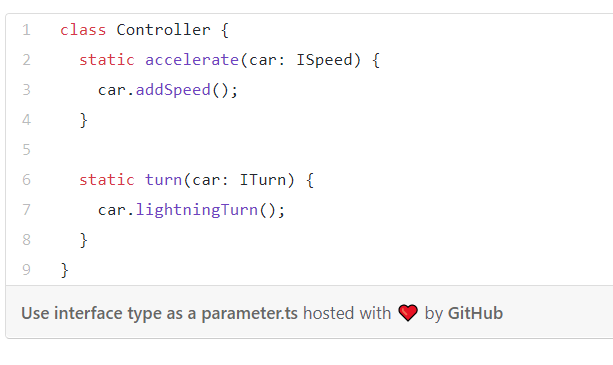 1 class Controller {
2 static accelerate(car: ISpeed) {
3 car.addSpeed();
4 }
5
6 static turn(car: ITurn) {
7 car.lightningTurn();
8 }
9 }
Use interface type as a parameter.ts hosted with ❤ by GitHub